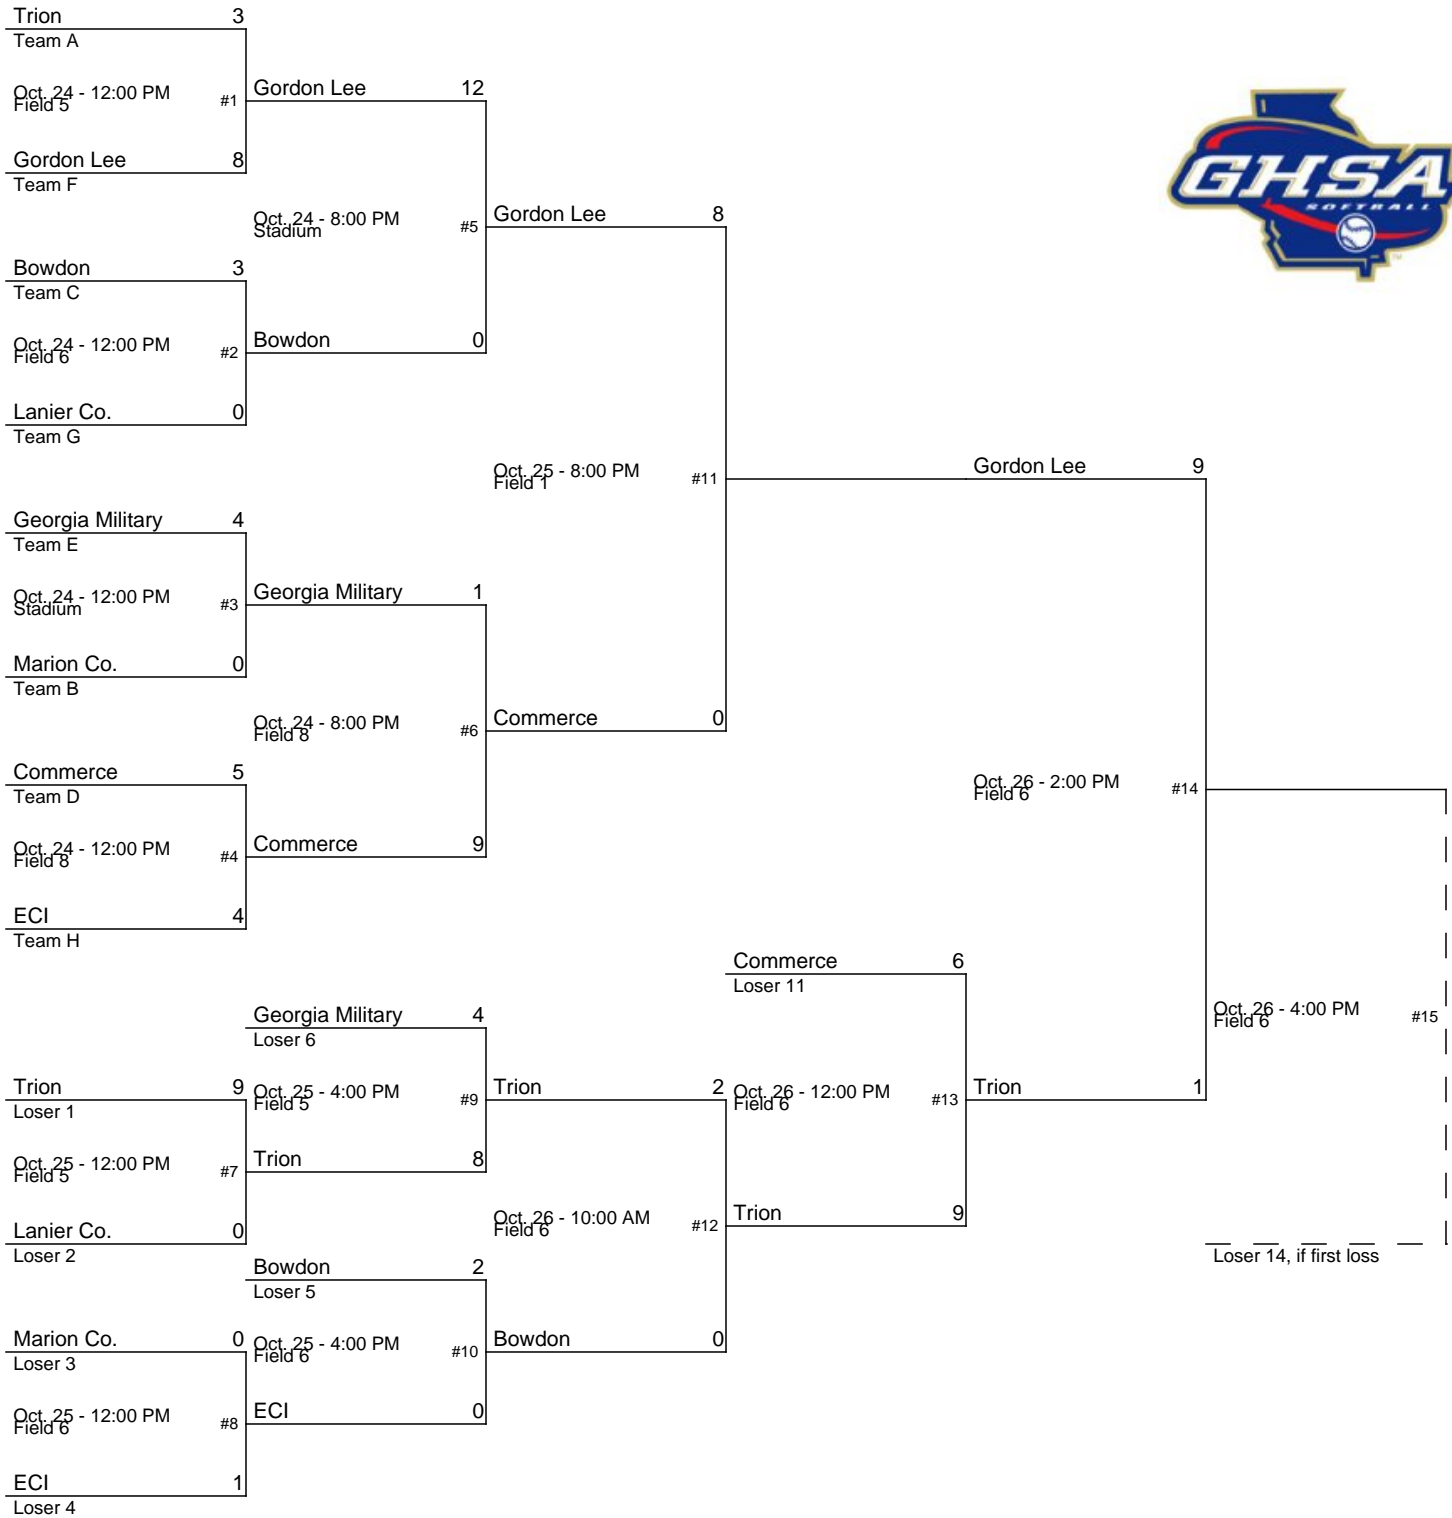 Trion 3
Team A
Oct. 24 - 12:00 PM
Field 5
#1
Gordon Lee 8
Team F
Gordon Lee 12
Oct. 24 - 8:00 PM
Stadium
#5
Bowdon 3
Team C
Oct. 24 - 12:00 PM
Field 6
#2
Bowdon 0
Lanier Co. 0
Team G
Gordon Lee 8
GHSA
SOFTBALL
TM
Oct. 25 - 8:00 PM
Field 1
#11
Georgia Military 4
Team E
Oct. 24 - 12:00 PM
Stadium
#3
Georgia Military 1
Marion Co. 0
Team B
Oct. 24 - 8:00 PM
Field 8
#6
Commerce 0
Commerce 5
Team D
Oct. 24 - 12:00 PM
Field 8
#4
Commerce 9
ECI 4
Team H
Gordon Lee 9
Oct. 26 - 2:00 PM
Field 6
#14
Commerce 6
Loser 11
Georgia Military 4
Loser 6
Trion 9
Loser 1
Oct. 25 - 4:00 PM
Field 5
#9
Trion 2
Oct. 26 - 12:00 PM
Field 6
#13
Trion 1
Oct. 26 - 4:00 PM
Field 6
#15
Oct. 25 - 12:00 PM
Field 5
#7
Trion 8
Lanier Co. 0
Loser 2
Oct. 26 - 10:00 AM
Field 6
#12
Trion 9
Loser 14, if first loss
Bowdon 2
Loser 5
Marion Co. 0
Loser 3
Oct. 25 - 4:00 PM
Field 6
#10
Bowdon 0
Oct. 25 - 12:00 PM
Field 6
#8
ECI 0
ECI 1
Loser 4